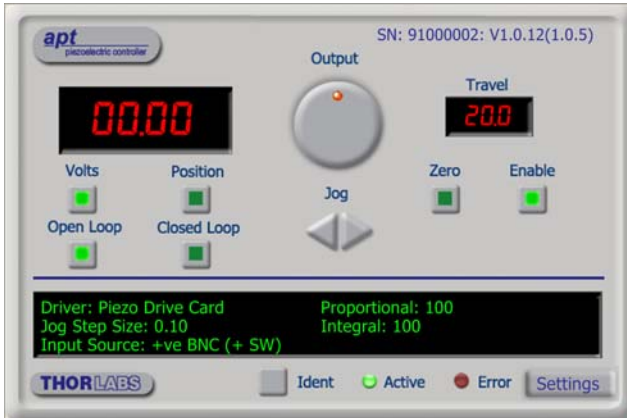 apt
piezoelectric controller
SN: 91000002: V1.0.12(1.0.5)
Output
Travel
00.00
20.0
Volts
Position
Zero
Enable
Jog
Open Loop
Closed Loop
Driver: Piezo Drive Card
Proportional: 100
Jog Step Size: 0.10
Integral: 100
Input Source: +ve BNC (+ SW)
THORLABS
Ident
Active
Error
Settings